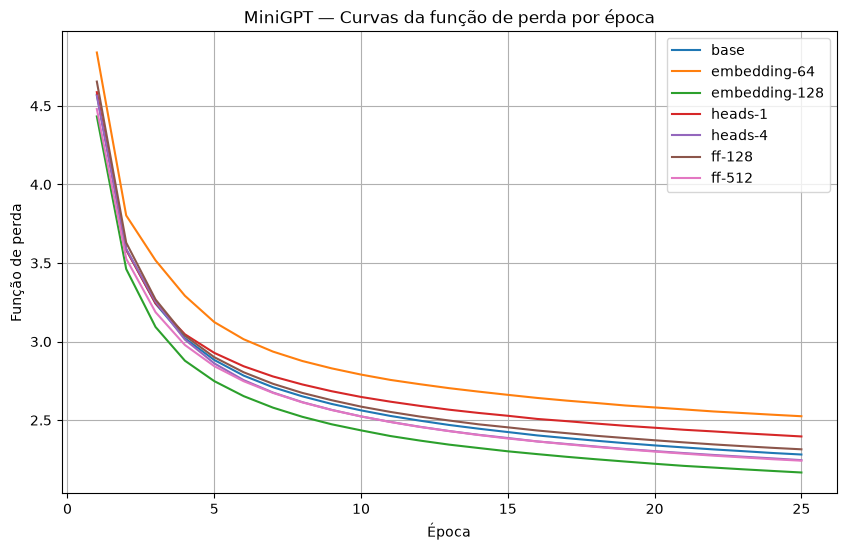 MiniGPT — Curvas da função de perda por época
base
embedding-64
embedding-128
heads-1
heads-4
ff-128
ff-512
Função de perda
4.5
4.0
3.5
3.0
2.5
0 5 10 15 20 25
Época